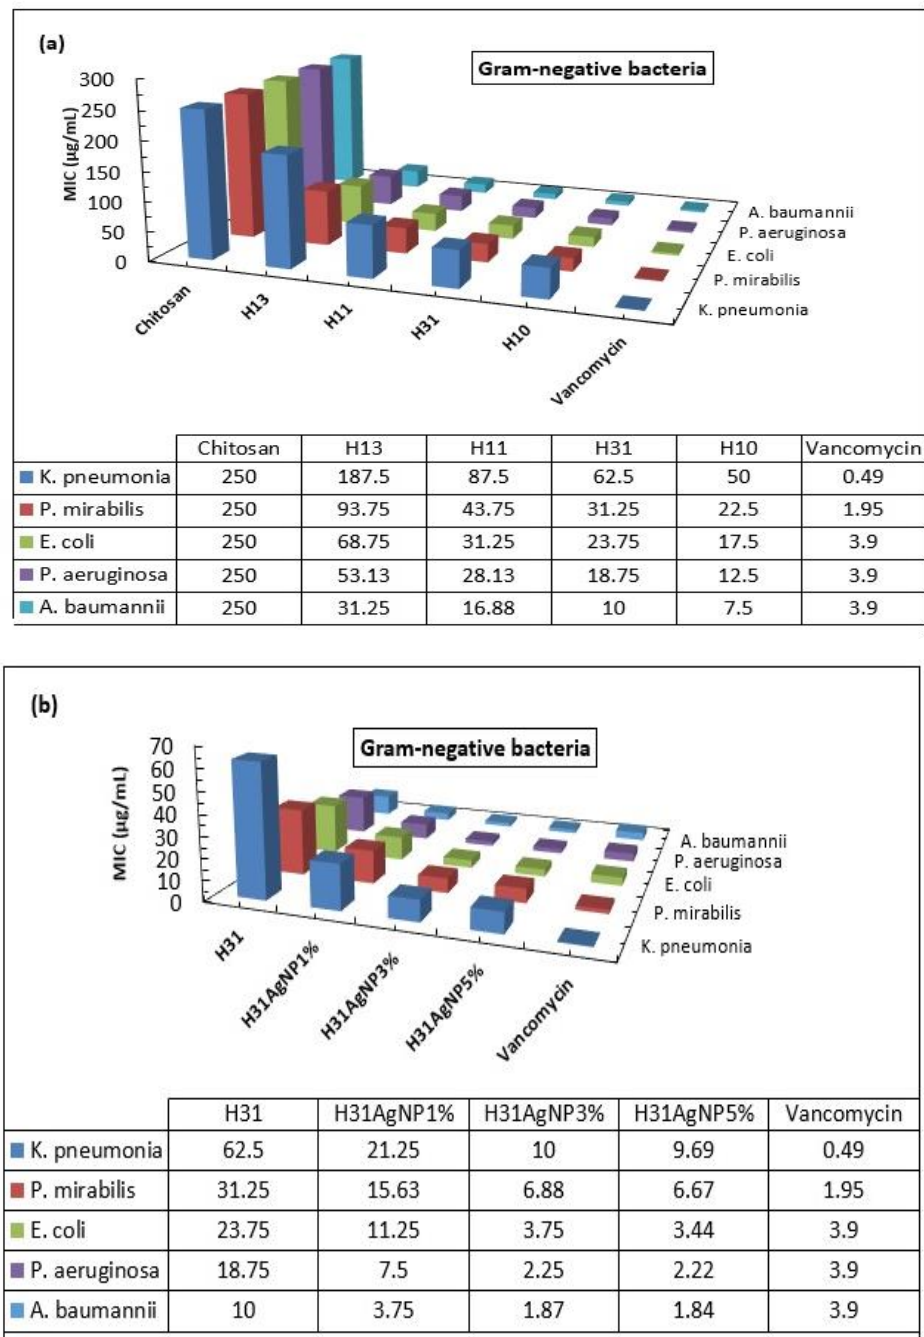 (a)
Gram-negative bacteria
300
250
200
150
100
50
0
MIC (µg/mL)
Chitosan
H13
H11
H31
H10
Vancomycin
A. baumannii
P. aeruginosa
E. coli
P. mirabilis
K. pneumonia
Chitosan H13 H11 H31 H10 Vancomycin
K. pneumonia 250 187.5 87.5 62.5 50 0.49
P. mirabilis 250 93.75 43.75 31.25 22.5 1.95
E. coli 250 68.75 31.25 23.75 17.5 3.9
P. aeruginosa 250 53.13 28.13 18.75 12.5 3.9
A. baumannii 250 31.25 16.88 10 7.5 3.9
(b)
Gram-negative bacteria
70
60
50
40
30
20
10
0
MIC (µg/mL)
H31
H31AgNP1%
H31AgNP3%
H31AgNP5%
Vancomycin
A. baumannii
P. aeruginosa
E. coli
P. mirabilis
K. pneumonia
H31 H31AgNP1% H31AgNP3% H31AgNP5% Vancomycin
K. pneumonia 62.5 21.25 10 9.69 0.49
P. mirabilis 31.25 15.63 6.88 6.67 1.95
E. coli 23.75 11.25 3.75 3.44 3.9
P. aeruginosa 18.75 7.5 2.25 2.22 3.9
A. baumannii 10 3.75 1.87 1.84 3.9